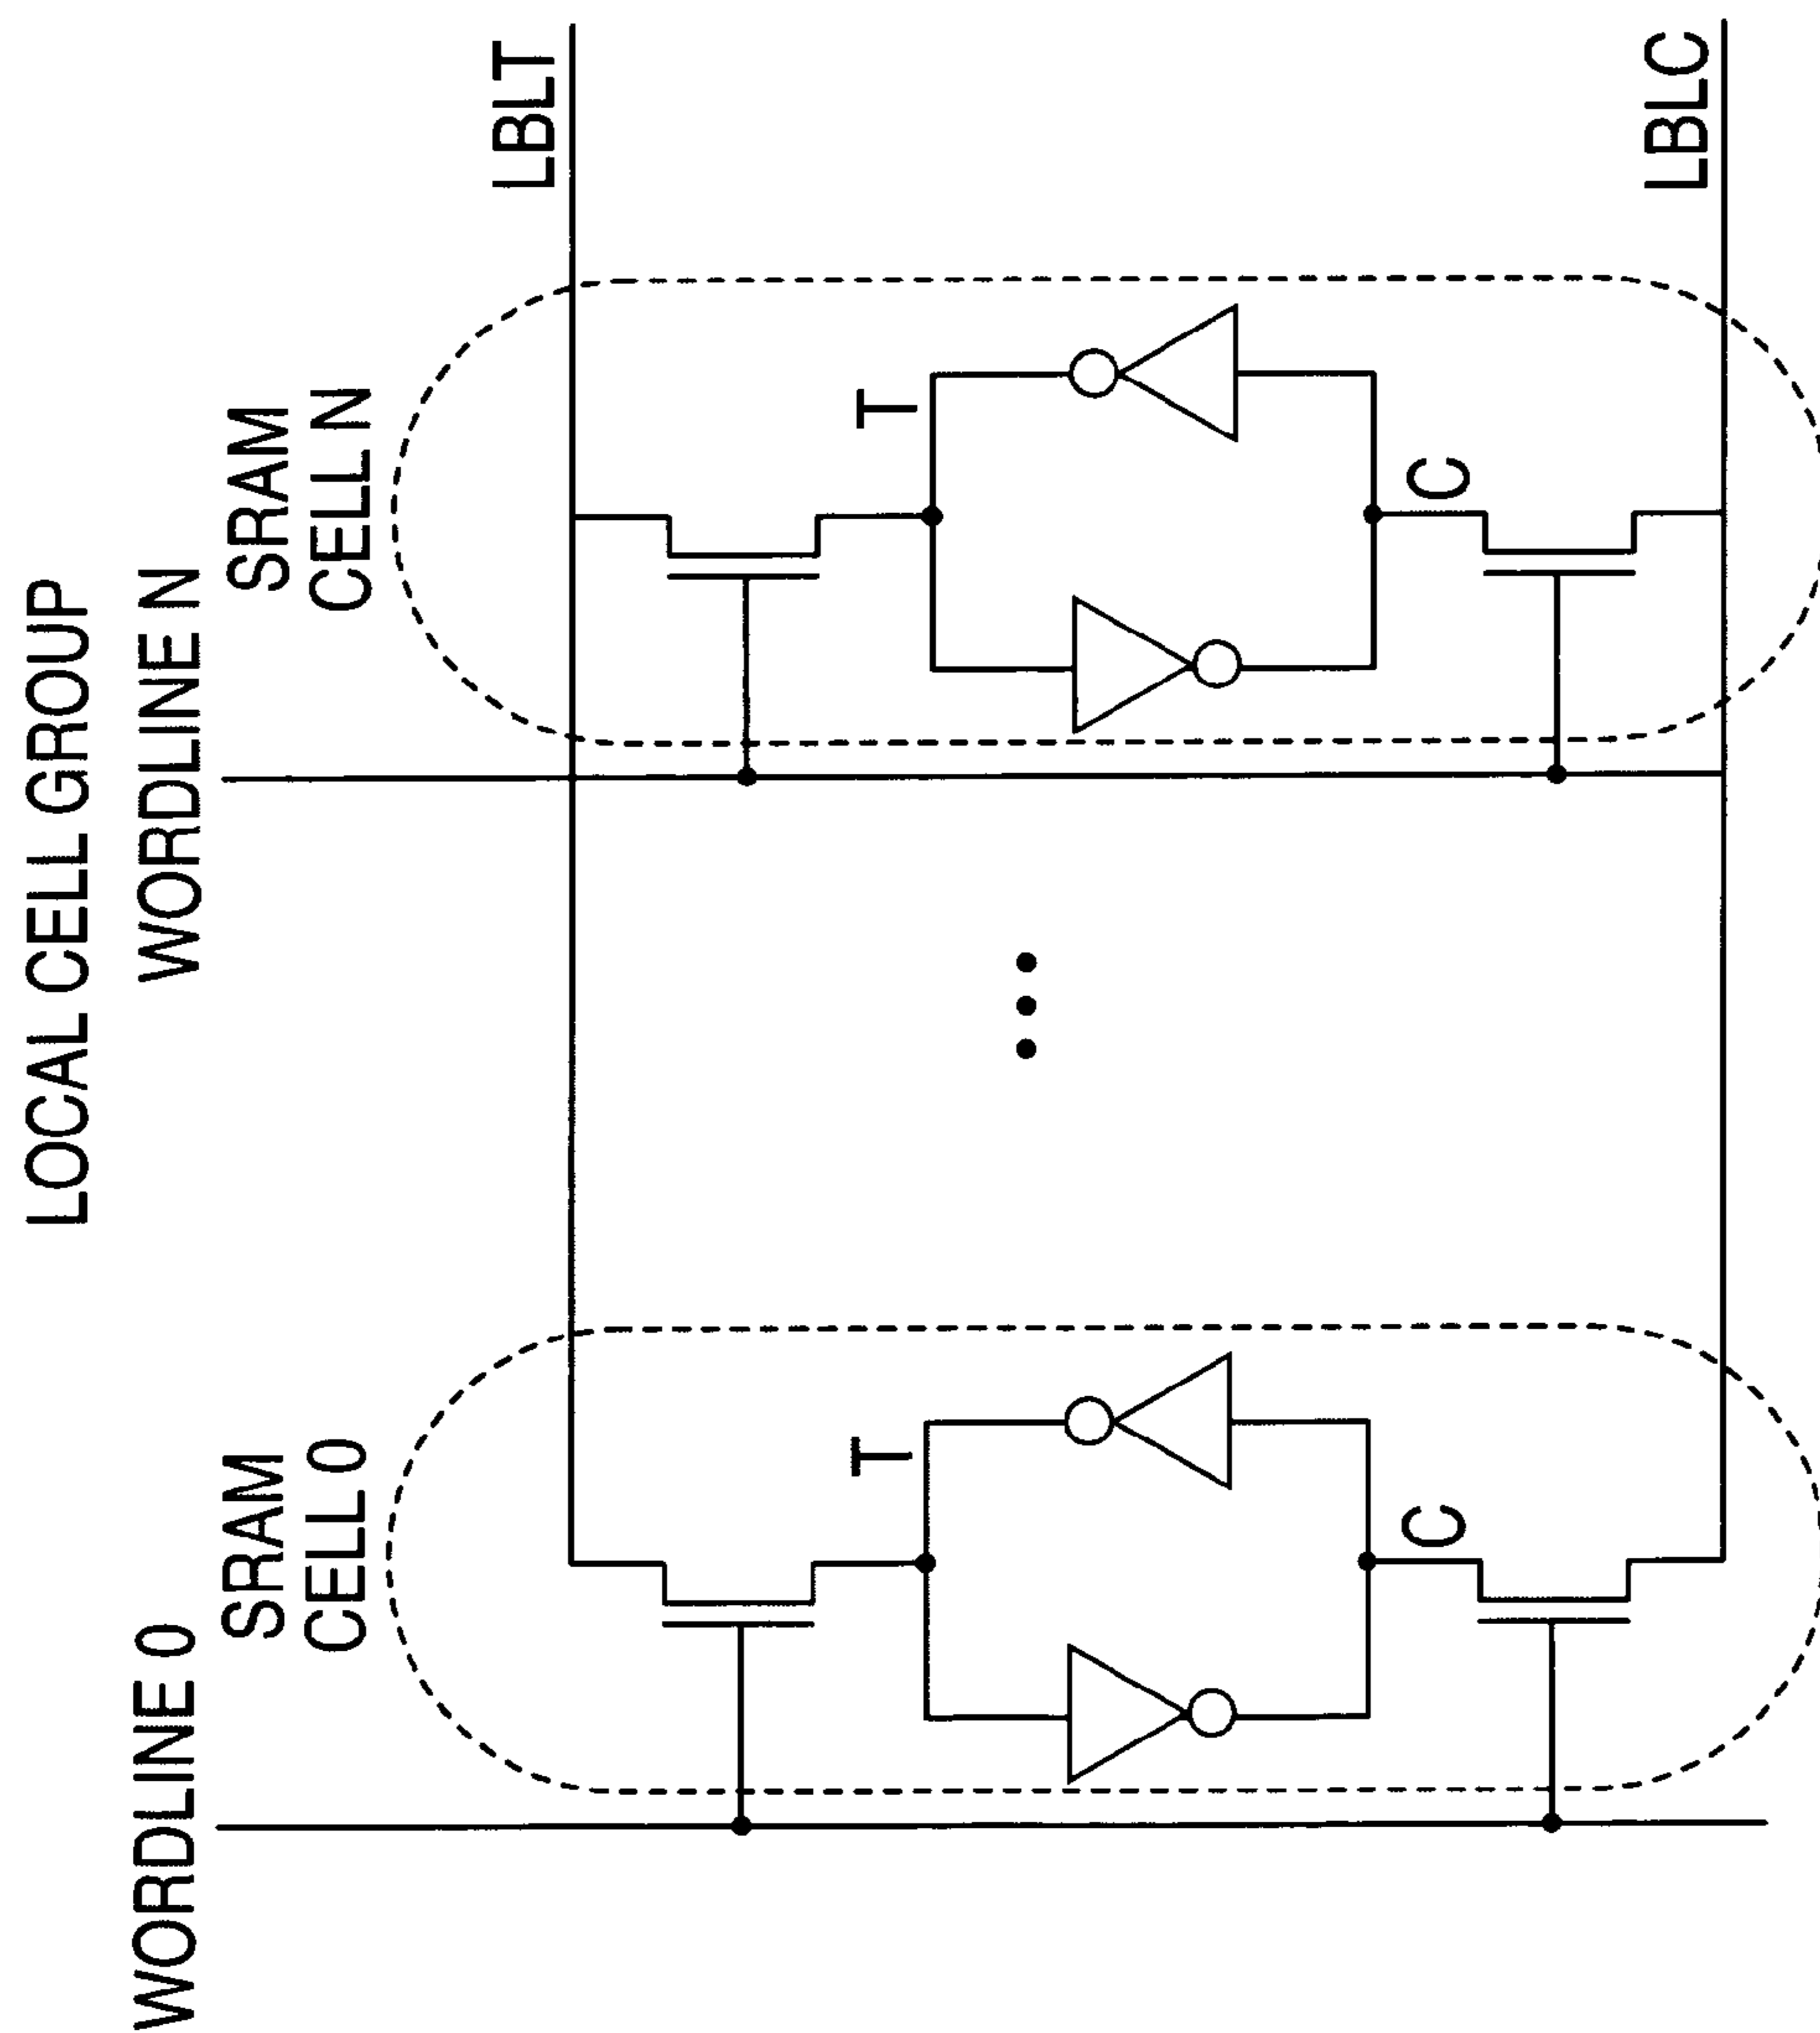 LOCAL CELL GROUP
WORDLINE 0
WORDLINE N
SRAM
CELL 0
SRAM
CELL N
LBLT
T
T
C
C
LBLC